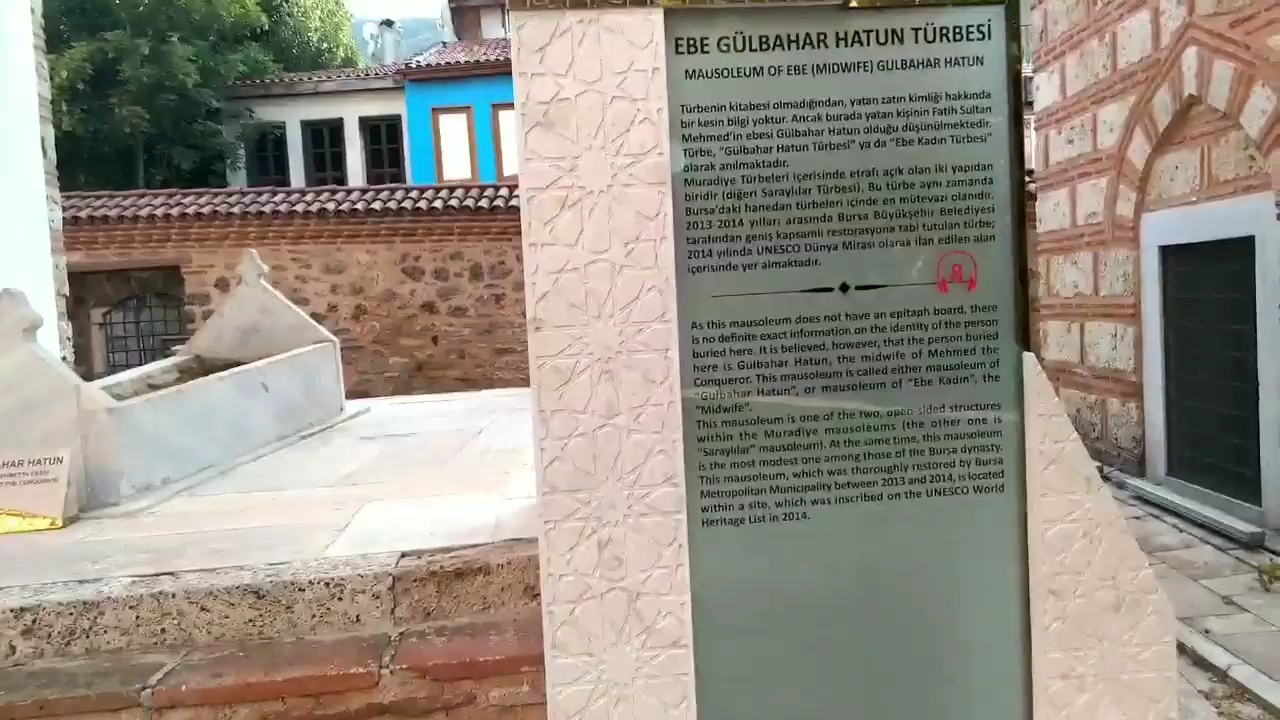 EBE GÜLBAHAR HATUN TÜRBESİ
MAUSOLEUM OF EBE (MIDWIFE) GULBAHAR HATUN
Türbenin kitabesi olmadığından, yatan zatın kimliği hakkında
bir kesin bilgi yoktur. Ancak burada yatan kişinin Fatih Sultan
Mehmed'in ebesi Gülbahar Hatun olduğu düşünülmektedir.
Türbe, "Gülbahar Hatun Türbesi" ya da "Ebe Kadın Türbesi"
olarak anılmaktadır.
Muradiye Türbeleri içerisinde etrafı açık olan iki yapıdan
biridir (diğeri Saraylılar Türbesi). Bu türbe aynı zamanda
Bursa'daki hanedan türbeleri içinde en mütevazi olanıdır.
2013-2014 yılları arasında Bursa Büyükşehir Belediyesi
tarafından geniş kapsamlı restorasyona tabi tutulan türbe;
2014 yılında UNESCO Dünya Mirası olarak ilan edilen alan
içerisinde yer almaktadır.
As this mausoleum does not have an epitaph board, there
is no definite exact information on the identity of the person
buried here. It is believed, however, that the person buried
here is Gulbahar Hatun, the midwife of Mehmed the
Conqueror. This mausoleum is called either mausoleum of
"Gulbahar Hatun", or mausoleum of "Ebe Kadın", the
"Midwife".
This mausoleum is one of the two, open-sided structures
within the Muradiye mausoleums (the other one is
"Saraylılar" mausoleum). At the same time, this mausoleum
is the most modest one among those of the Bursa dynasty.
This mausoleum, which was thoroughly restored by Bursa
Metropolitan Municipality between 2013 and 2014, is located
within a site, which was inscribed on the UNESCO World
Heritage List in 2014.
AHAR HATUN